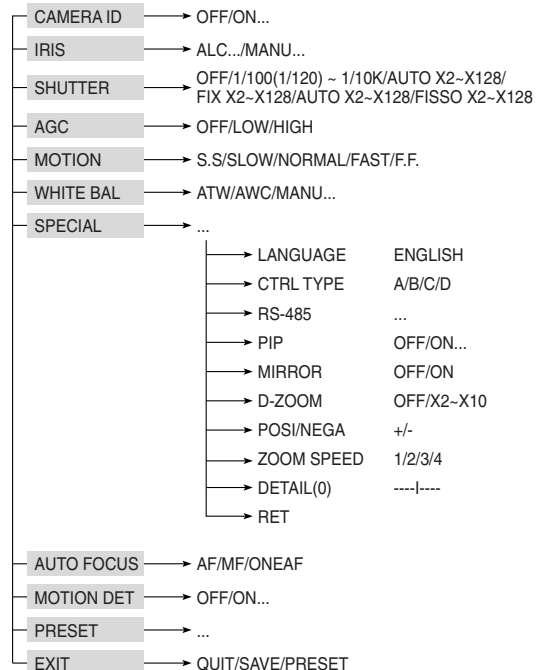 CAMERA ID OFF/ON...
IRIS ALC.../MANU...
SHUTTER OFF/1/100(1/120) ~ 1/10K/AUTO X2~X128/
FIX X2~X128/AUTO X2~X128/FISSO X2~X128
AGC OFF/LOW/HIGH
MOTION S.S/SLOW/NORMAL/FAST/F.F.
WHITE BAL ATW/AWC/MANU...
SPECIAL ...
LANGUAGE ENGLISH
CTRL TYPE A/B/C/D
RS-485 ...
PIP OFF/ON...
MIRROR OFF/ON
D-ZOOM OFF/X2~X10
POSI/NEGA +/-
ZOOM SPEED 1/2/3/4
DETAIL(0) ----I----
RET
AUTO FOCUS AF/MF/ONEAF
MOTION DET OFF/ON...
PRESET ...
EXIT QUIT/SAVE/PRESET